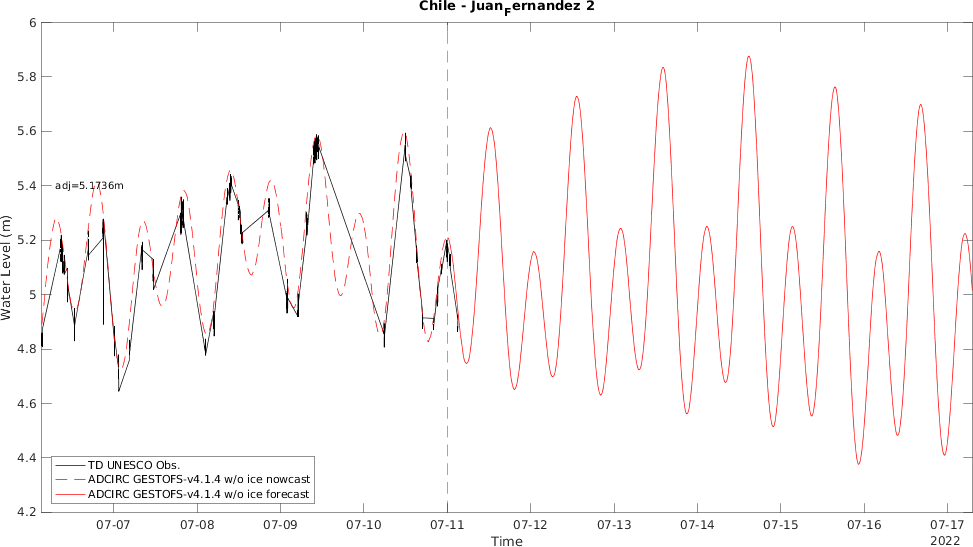 Chile - Juan_Fernandez 2
6
5.8
5.6
5.4
5.2
5
4.8
4.6
4.4
4.2
Water Level (m)
adj=5.1736m
TD UNESCO Obs.
ADCIRC GESTOFS-v4.1.4 w/o ice nowcast
ADCIRC GESTOFS-v4.1.4 w/o ice forecast
07-07 07-08 07-09 07-10 07-11 07-12 07-13 07-14 07-15 07-16 07-17
Time
2022